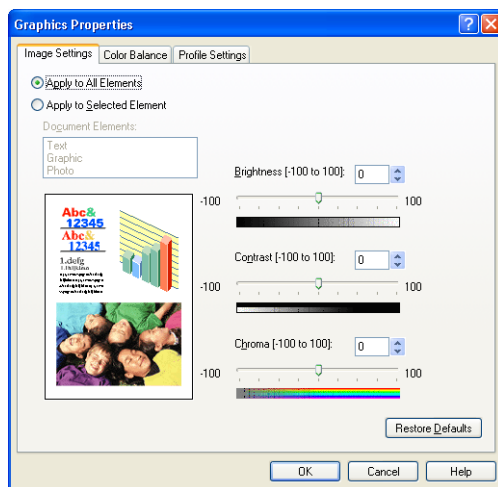 Graphics Properties
Image Settings
Color Balance
Profile Settings
Apply to All Elements
Apply to Selected Element
Document Elements:
Text
Graphic
Photo
Brightness [-100 to 100]: 0
-100 100
Contrast [-100 to 100]: 0
Chroma [-100 to 100]: 0
-100 100
Abc&
12345
Abc&
12345
1.defg
Restore Defaults
OK
Cancel
Help